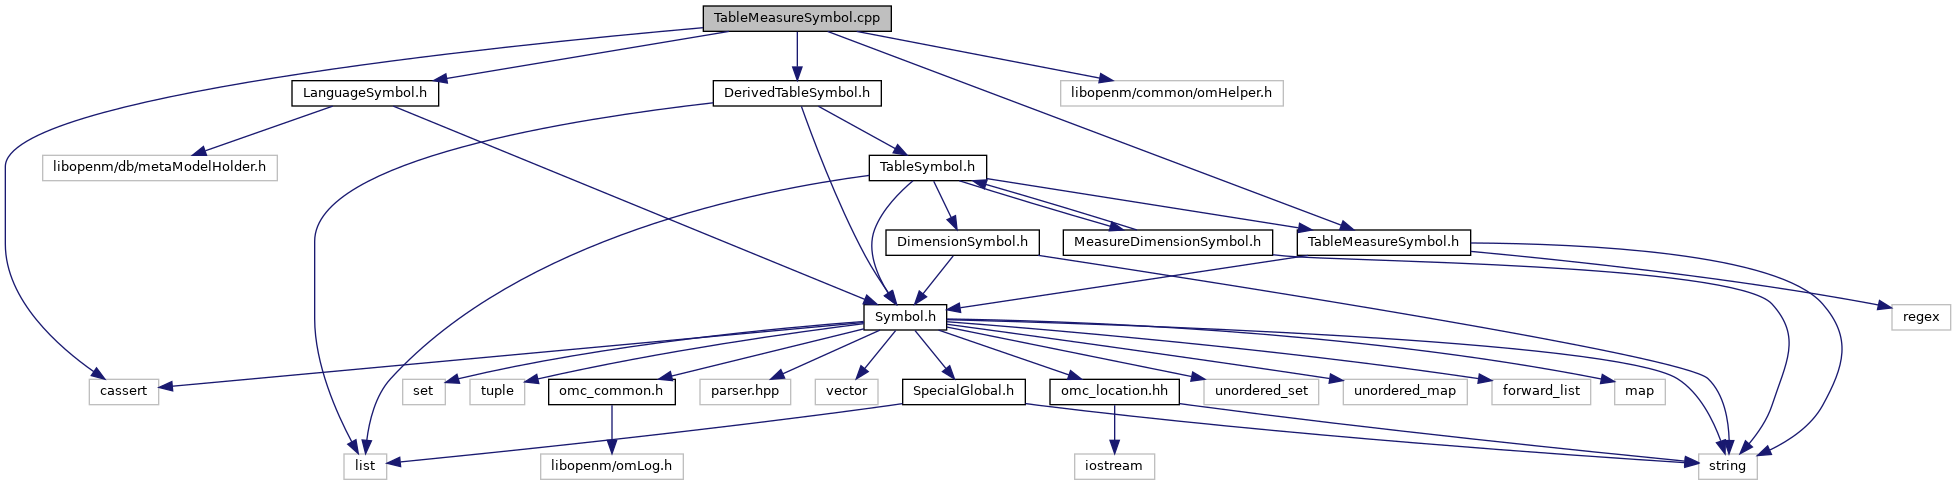 TableMeasureSymbol.cpp
LanguageSymbol.h
DerivedTableSymbol.h
libopenm/common/omHelper.h
libopenm/db/metaModelHolder.h
TableSymbol.h
DimensionSymbol.h
MeasureDimensionSymbol.h
TableMeasureSymbol.h
Symbol.h
regex
cassert
set
tuple
omc_common.h
parser.hpp
vector
SpecialGlobal.h
omc_location.hh
unordered_set
unordered_map
forward_list
map
list
libopenm/omLog.h
iostream
string